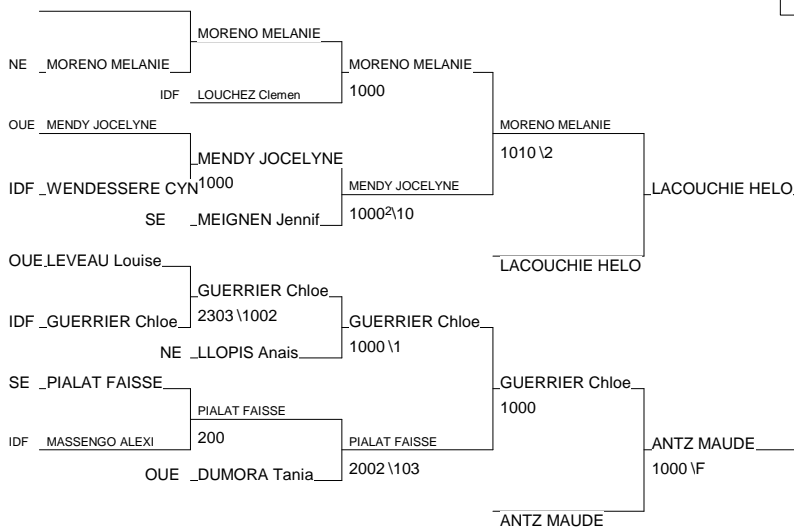 MORENO MELANIE
NE MORENO MELANIE MORENO MELANIE
IDF LOUCHEZ Clemen 1000
OUE MENDY JOCELYNE MORENO MELANIE
MENDY JOCELYNE 1010 \2
IDF WENDESSERE CYN 1000 MENDY JOCELYNE LACOUCHIE HELO
SE MEIGNEN Jennif 1000²\10
OUE LEVEAU Louise LACOUCHIE HELO
GUERRIER Chloe
IDF GUERRIER Chloe 2303 \1002 GUERRIER Chloe
NE LLOPIS Anais 1000 \1
SE PIALAT FAISSE GUERRIER Chloe
PIALAT FAISSE 1000
IDF MASSENGO ALEXI 200 PIALAT FAISSE ANTZ MAUDE
OUE DUMORA Tania 2002 \103 1000 \F
ANTZ MAUDE